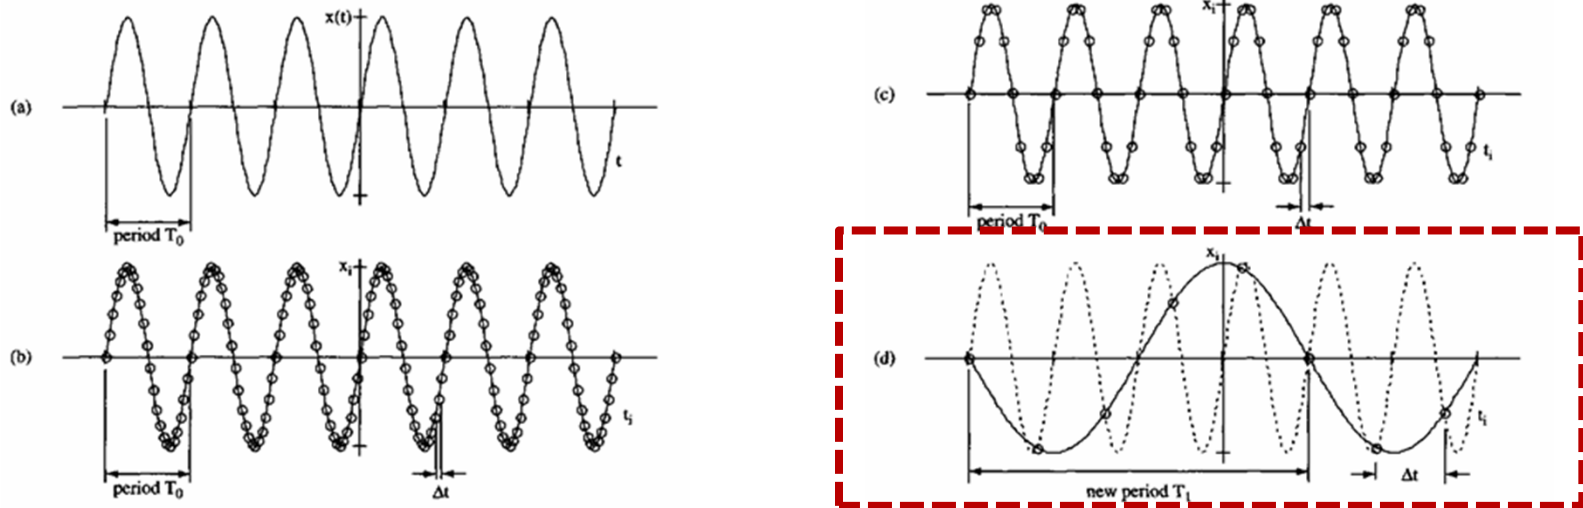 (a)
x(t)
t
period T₀
(b)
xᵢ
tᵢ
period T₀
Δt
(c)
xᵢ
tᵢ
period T₀
Δt
(d)
xᵢ
tᵢ
new period T₁
Δt